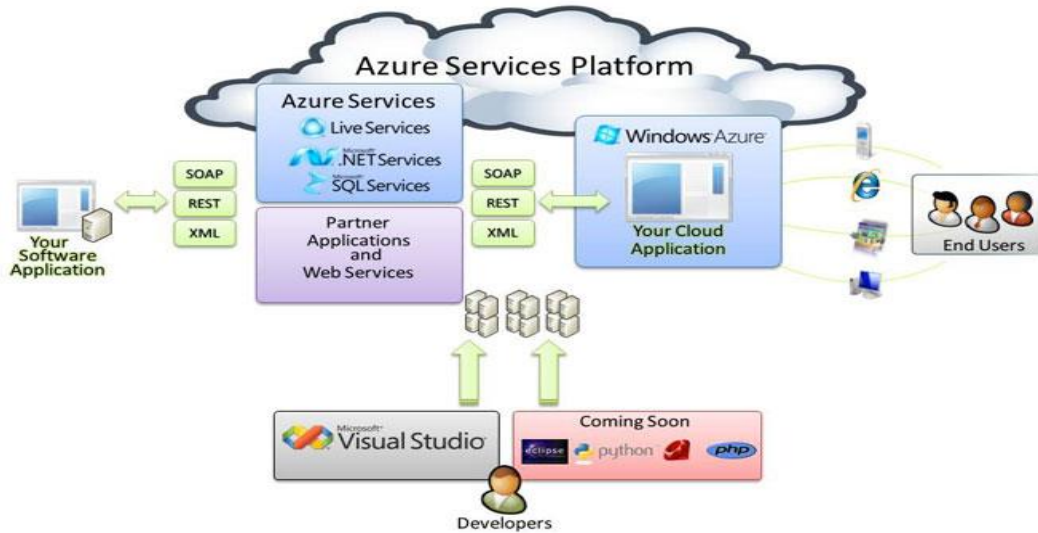 Azure Services Platform
Azure Services
Live Services
Microsoft
.NET Services
Microsoft
SQL Services
Partner
Applications
and
Web Services
SOAP
REST
XML
Your
Software
Application
SOAP
REST
XML
Windows Azure
Your Cloud
Application
End Users
Microsoft
Visual Studio
Coming Soon
eclipse
python
php
Developers